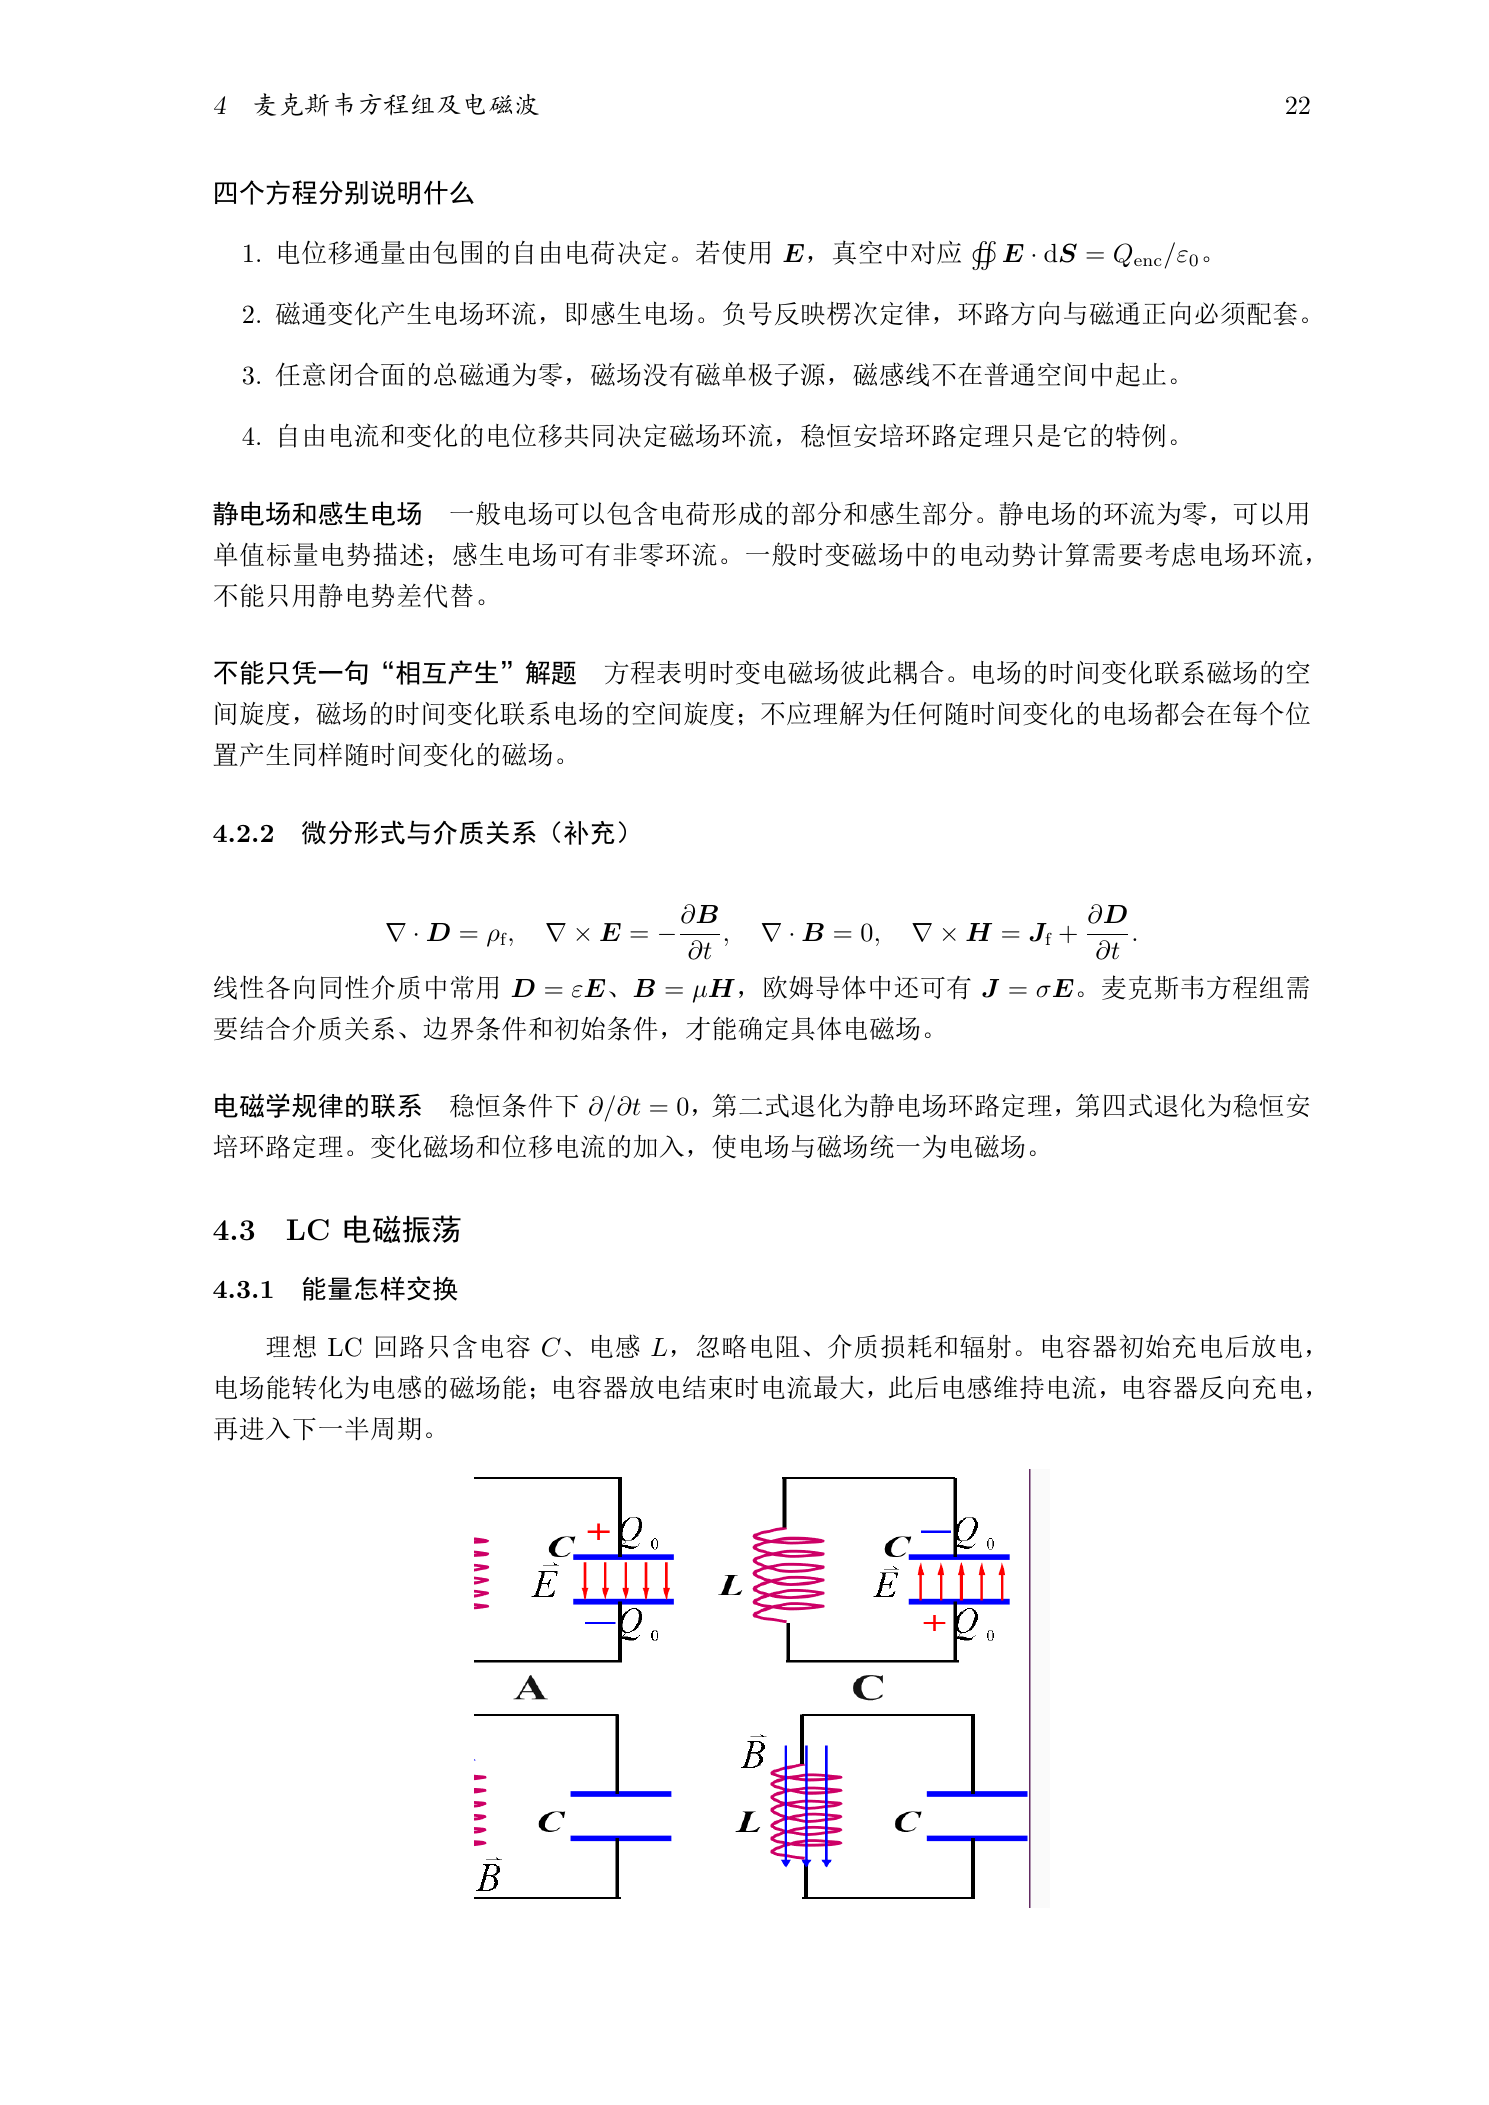 4 麦克斯韦方程组及电磁波 22
四个方程分别说明什么
1. 电位移通量由包围的自由电荷决定。若使用 E，真空中对应 ∯ E · dS = Q_enc/ε₀。
2. 磁通变化产生电场环流，即感生电场。负号反映楞次定律，环路方向与磁通正向必须配套。
3. 任意闭合面的总磁通为零，磁场没有磁单极子源，磁感线不在普通空间中起止。
4. 自由电流和变化的电位移共同决定磁场环流，稳恒安培环路定理只是它的特例。
静电场和感生电场 一般电场可以包含电荷形成的部分和感生部分。静电场的环流为零，可以用
单值标量电势描述；感生电场可有非零环流。一般时变磁场中的电动势计算需要考虑电场环流，
不能只用静电势差代替。
不能只凭一句“相互产生”解题 方程表明时变电磁场彼此耦合。电场的时间变化联系磁场的空
间旋度，磁场的时间变化联系电场的空间旋度；不应理解为任何随时间变化的电场都会在每个位
置产生同样随时间变化的磁场。
4.2.2 微分形式与介质关系（补充）
∇ · D = ρ_f, ∇ × E = −∂B/∂t, ∇ · B = 0, ∇ × H = J_f + ∂D/∂t.
线性各向同性介质中常用 D = εE、B = μH，欧姆导体中还可有 J = σE。麦克斯韦方程组需
要结合介质关系、边界条件和初始条件，才能确定具体电磁场。
电磁学规律的联系 稳恒条件下 ∂/∂t = 0，第二式退化为静电场环路定理，第四式退化为稳恒安
培环路定理。变化磁场和位移电流的加入，使电场与磁场统一为电磁场。
4.3 LC 电磁振荡
4.3.1 能量怎样交换
理想 LC 回路只含电容 C、电感 L，忽略电阻、介质损耗和辐射。电容器初始充电后放电，
电场能转化为电感的磁场能；电容器放电结束时电流最大，此后电感维持电流，电容器反向充电，
再进入下一半周期。
C + Q₀
E⃗
− Q₀
A
L
C − Q₀
E⃗
+ Q₀
C
C
B⃗
B⃗
L
C